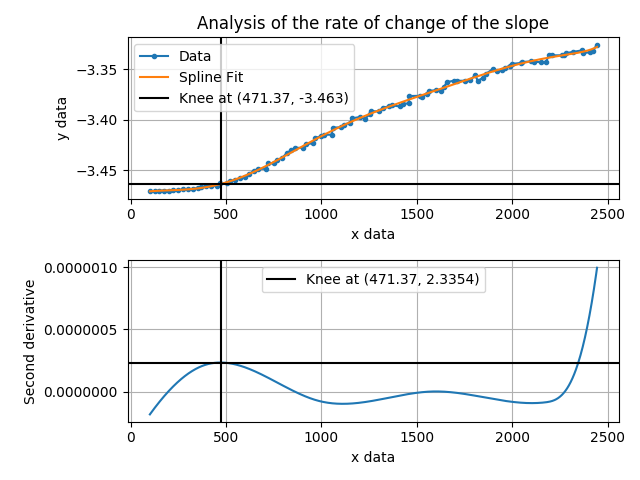 Analysis of the rate of change of the slope
Data
Spline Fit
Knee at (471.37, -3.463)
y data
−3.35
−3.40
−3.45
0
500
1000
1500
2000
2500
x data
Knee at (471.37, 2.3354)
Second derivative
0.0000010
0.0000005
0.0000000
0
500
1000
1500
2000
2500
x data